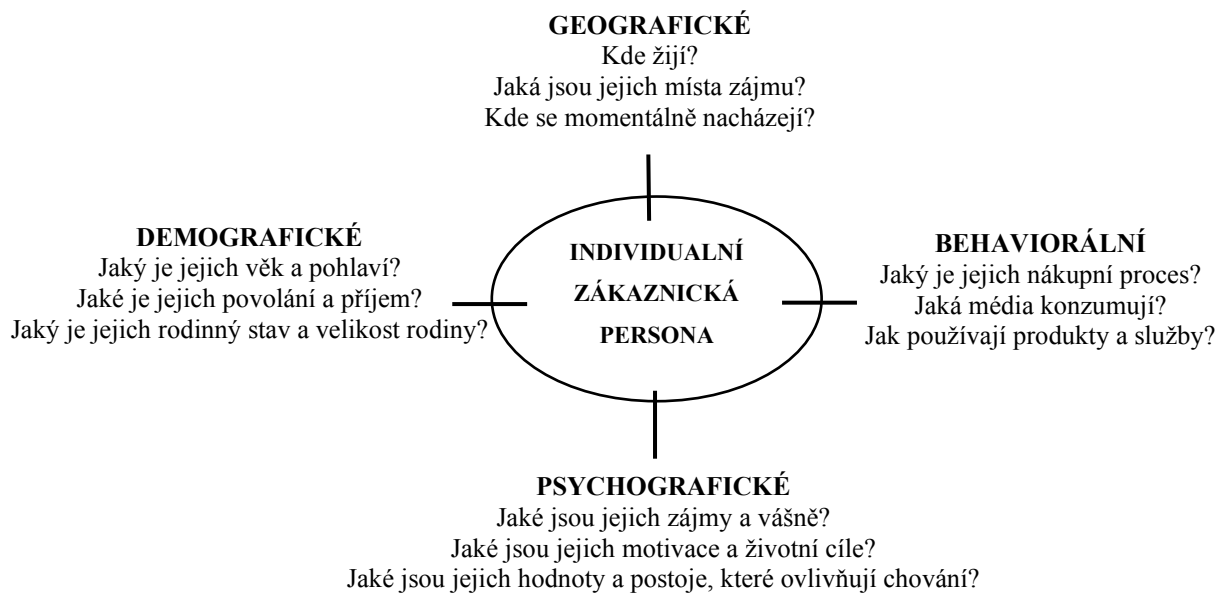 GEOGRAFICKÉ
Kde žijí?
Jaká jsou jejich místa zájmu?
Kde se momentálně nacházejí?
DEMOGRAFICKÉ
Jaký je jejich věk a pohlaví?
Jaké je jejich povolání a příjem?
Jaký je jejich rodinný stav a velikost rodiny?
INDIVIDUALNÍ
ZÁKAZNICKÁ
PERSONA
BEHAVIORÁLNÍ
Jaký je jejich nákupní proces?
Jaká média konzumují?
Jak používají produkty a služby?
PSYCHOGRAFICKÉ
Jaké jsou jejich zájmy a vášně?
Jaké jsou jejich motivace a životní cíle?
Jaké jsou jejich hodnoty a postoje, které ovlivňují chování?